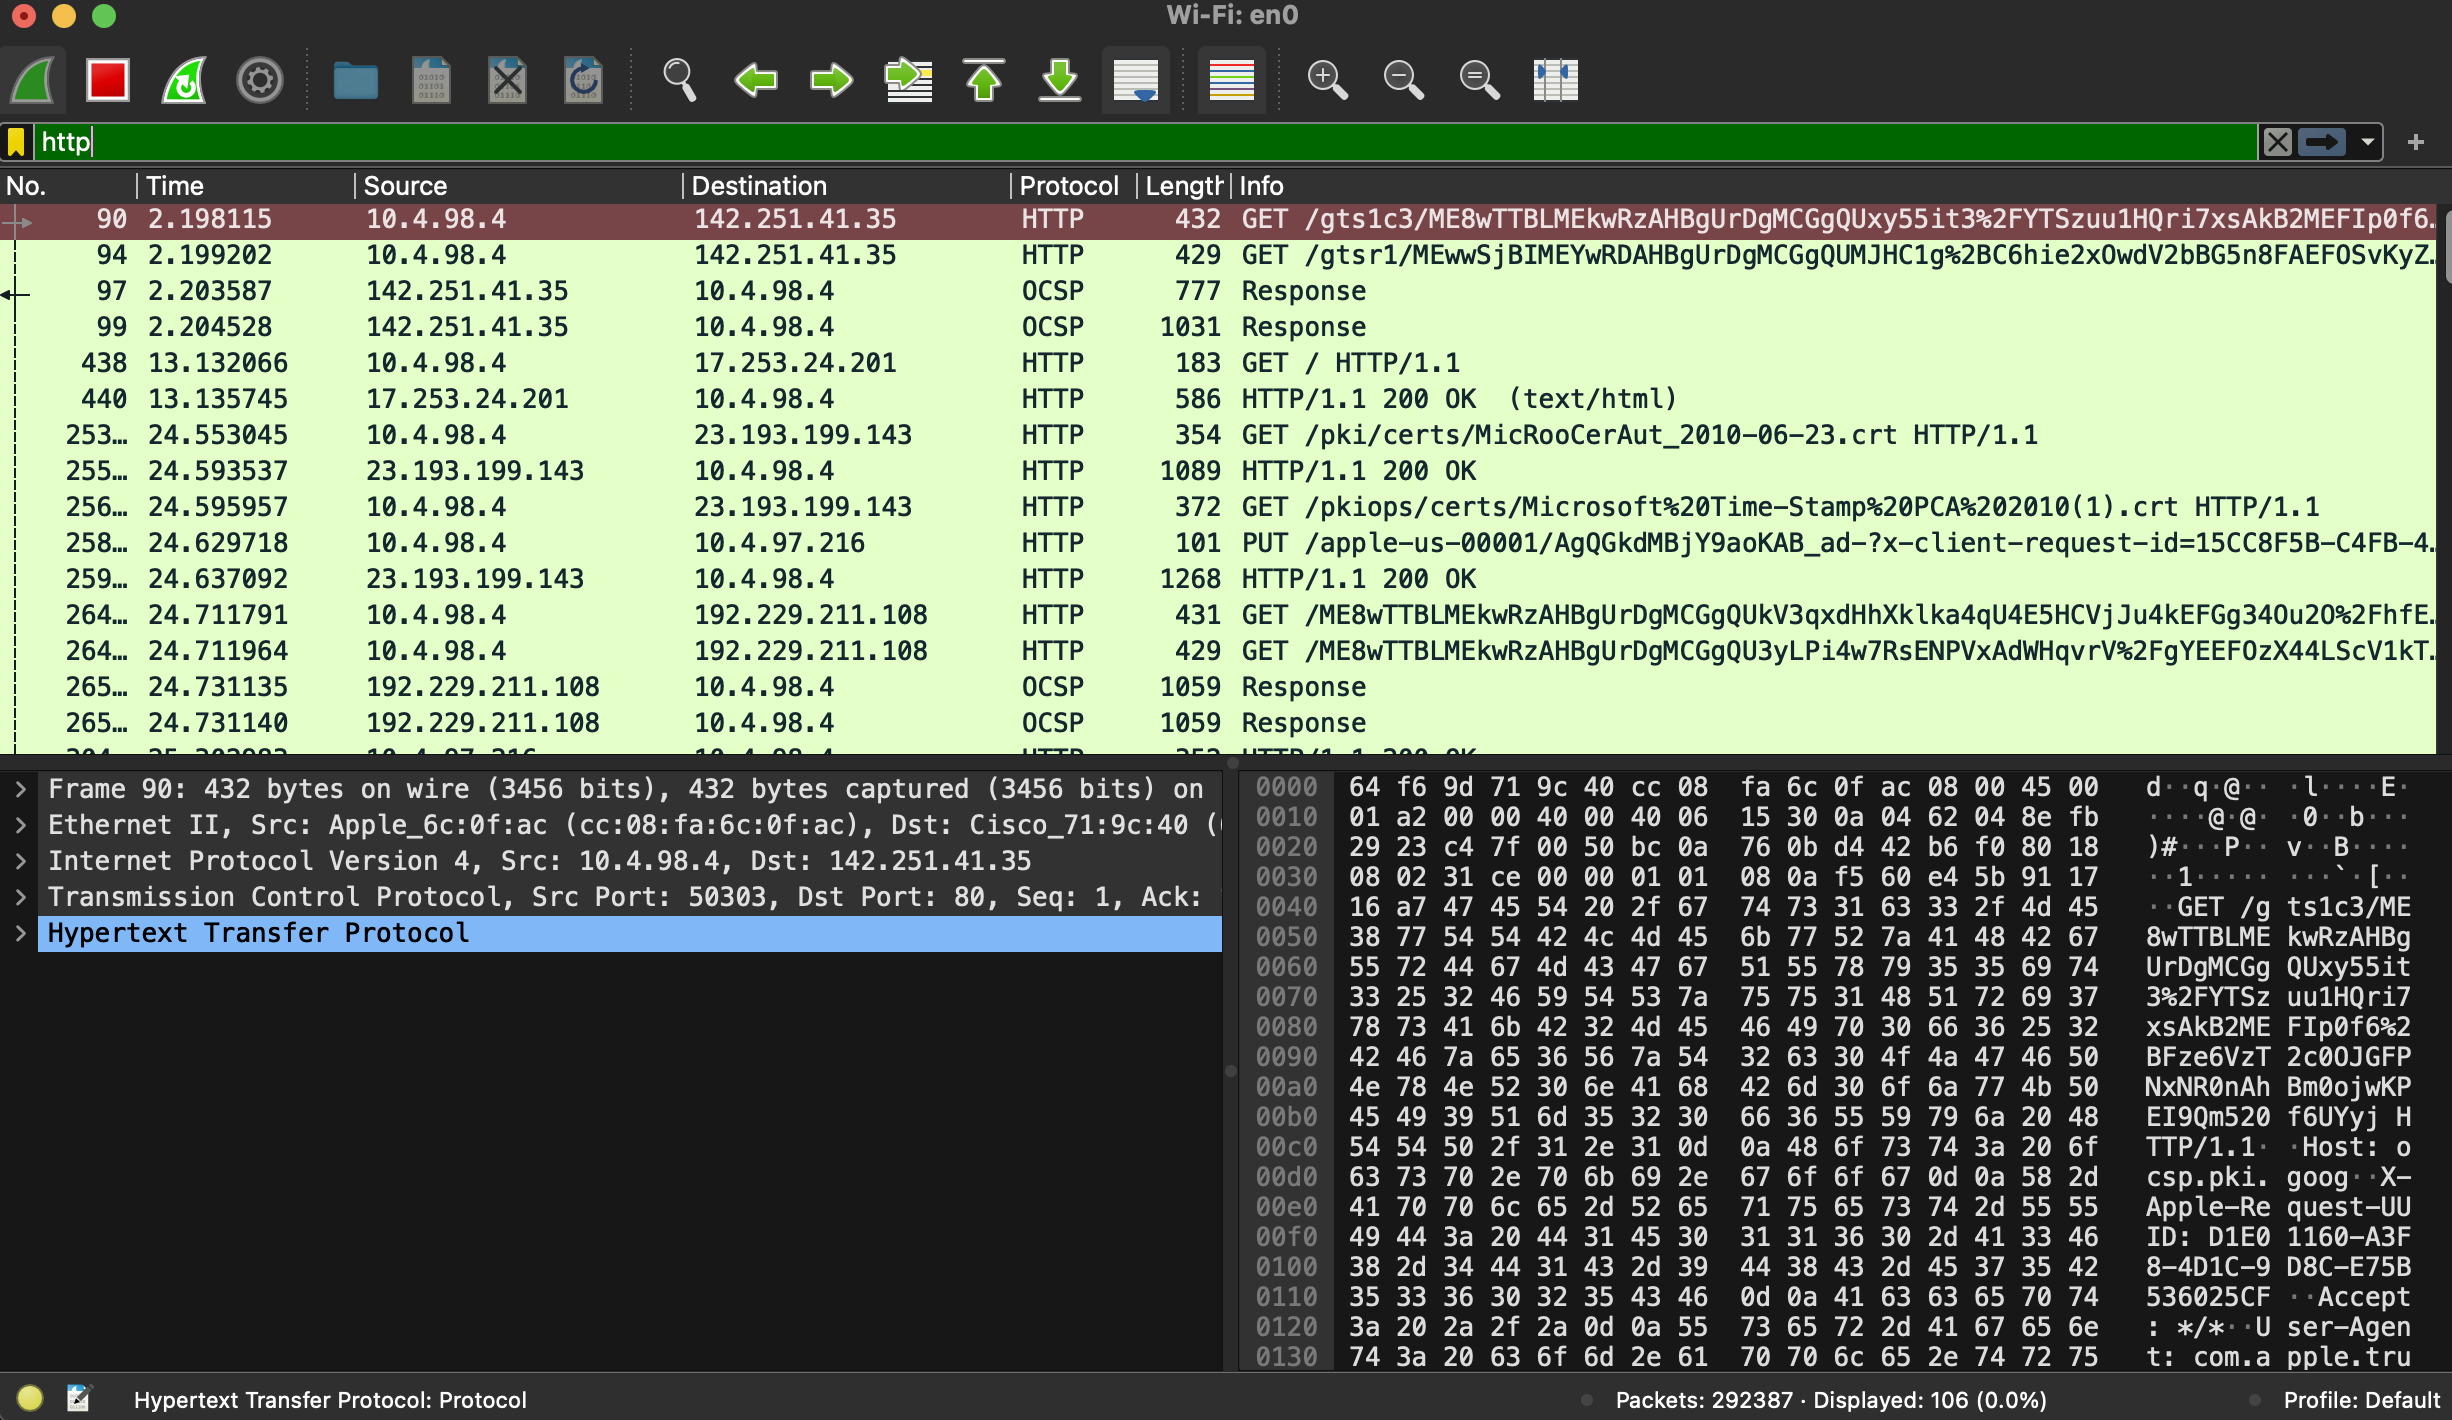 Wi-Fi: en0
http
No. Time Source Destination Protocol Length Info
90 2.198115 10.4.98.4 142.251.41.35 HTTP 432 GET /gts1c3/ME8wTTBLMEkwRzAHBgUrDgMCGgQUxy55it3%2FYTSzuu1HQri7xsAkB2MEFIp0f6…
94 2.199202 10.4.98.4 142.251.41.35 HTTP 429 GET /gtsr1/MEwwSjBIMEYwRDAHBgUrDgMCGgQUMJHC1g%2BC6hie2xOwdV2bBG5n8FAEFOSvKyZ…
97 2.203587 142.251.41.35 10.4.98.4 OCSP 777 Response
99 2.204528 142.251.41.35 10.4.98.4 OCSP 1031 Response
438 13.132066 10.4.98.4 17.253.24.201 HTTP 183 GET / HTTP/1.1
440 13.135745 17.253.24.201 10.4.98.4 HTTP 586 HTTP/1.1 200 OK (text/html)
253… 24.553045 10.4.98.4 23.193.199.143 HTTP 354 GET /pki/certs/MicRooCerAut_2010-06-23.crt HTTP/1.1
255… 24.593537 23.193.199.143 10.4.98.4 HTTP 1089 HTTP/1.1 200 OK
256… 24.595957 10.4.98.4 23.193.199.143 HTTP 372 GET /pkiops/certs/Microsoft%20Time-Stamp%20PCA%202010(1).crt HTTP/1.1
258… 24.629718 10.4.98.4 10.4.97.216 HTTP 101 PUT /apple-us-00001/AgQGkdMBjY9aoKAB_ad-?x-client-request-id=15CC8F5B-C4FB-4…
259… 24.637092 23.193.199.143 10.4.98.4 HTTP 1268 HTTP/1.1 200 OK
264… 24.711791 10.4.98.4 192.229.211.108 HTTP 431 GET /ME8wTTBLMEkwRzAHBgUrDgMCGgQUkV3qxdHhXklka4qU4E5HCVjJu4kEFGg34Ou2O%2FhfE…
264… 24.711964 10.4.98.4 192.229.211.108 HTTP 429 GET /ME8wTTBLMEkwRzAHBgUrDgMCGgQU3yLPi4w7RsENPVxAdWHqvrV%2FgYEEFOzX44LScV1kT…
265… 24.731135 192.229.211.108 10.4.98.4 OCSP 1059 Response
265… 24.731140 192.229.211.108 10.4.98.4 OCSP 1059 Response
Frame 90: 432 bytes on wire (3456 bits), 432 bytes captured (3456 bits) on
Ethernet II, Src: Apple_6c:0f:ac (cc:08:fa:6c:0f:ac), Dst: Cisco_71:9c:40 (
Internet Protocol Version 4, Src: 10.4.98.4, Dst: 142.251.41.35
Transmission Control Protocol, Src Port: 50303, Dst Port: 80, Seq: 1, Ack:
Hypertext Transfer Protocol
0000 64 f6 9d 71 9c 40 cc 08 fa 6c 0f ac 08 00 45 00 d··q·@·· ·l····E·
0010 01 a2 00 00 40 00 40 06 15 30 0a 04 62 04 8e fb ····@·@· ·0··b···
0020 29 23 c4 7f 00 50 bc 0a 76 0b d4 42 b6 f0 80 18 )#···P·· v··B····
0030 08 02 31 ce 00 00 01 01 08 0a f5 60 e4 5b 91 17 ··1····· ···`·[··
0040 16 a7 47 45 54 20 2f 67 74 73 31 63 33 2f 4d 45 ··GET /g ts1c3/ME
0050 38 77 54 54 42 4c 4d 45 6b 77 52 7a 41 48 42 67 8wTTBLME kwRzAHBg
0060 55 72 44 67 4d 43 47 67 51 55 78 79 35 35 69 74 UrDgMCGg QUxy55it
0070 33 25 32 46 59 54 53 7a 75 75 31 48 51 72 69 37 3%2FYTSz uu1HQri7
0080 78 73 41 6b 42 32 4d 45 46 49 70 30 66 36 25 32 xsAkB2ME FIp0f6%2
0090 42 46 7a 65 36 56 7a 54 32 63 30 4f 4a 47 46 50 BFze6VzT 2c0OJGFP
00a0 4e 78 4e 52 30 6e 41 68 42 6d 30 6f 6a 77 4b 50 NxNR0nAh Bm0ojwKP
00b0 45 49 39 51 6d 35 32 30 66 36 55 59 79 6a 20 48 EI9Qm520 f6UYyj H
00c0 54 54 50 2f 31 2e 31 0d 0a 48 6f 73 74 3a 20 6f TTP/1.1· ·Host: o
00d0 63 73 70 2e 70 6b 69 2e 67 6f 6f 67 0d 0a 58 2d csp.pki. goog··X-
00e0 41 70 70 6c 65 2d 52 65 71 75 65 73 74 2d 55 55 Apple-Re quest-UU
00f0 49 44 3a 20 44 31 45 30 31 31 36 30 2d 41 33 46 ID: D1E0 1160-A3F
0100 38 2d 34 44 31 43 2d 39 44 38 43 2d 45 37 35 42 8-4D1C-9 D8C-E75B
0110 35 33 36 30 32 35 43 46 0d 0a 41 63 63 65 70 74 536025CF ··Accept
0120 3a 20 2a 2f 2a 0d 0a 55 73 65 72 2d 41 67 65 6e : */*··U ser-Agen
0130 74 3a 20 63 6f 6d 2e 61 70 70 6c 65 2e 74 72 75 t: com.a pple.tru
Hypertext Transfer Protocol: Protocol
Packets: 292387 · Displayed: 106 (0.0%)
Profile: Default